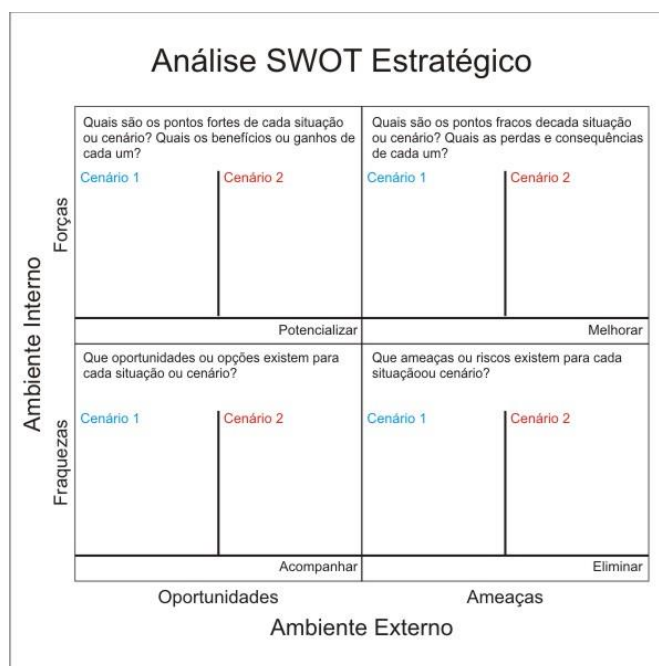 Análise SWOT Estratégico
Quais são os pontos fortes de cada situação
ou cenário? Quais os benefícios ou ganhos de
cada um?
Cenário 1
Cenário 2
Potencializar
Quais são os pontos fracos decada situação
ou cenário? Quais as perdas e consequências
de cada um?
Cenário 1
Cenário 2
Melhorar
Forças
Ambiente Interno
Que oportunidades ou opções existem para
cada situação ou cenário?
Cenário 1
Cenário 2
Acompanhar
Que ameaças ou riscos existem para cada
situaçãoou cenário?
Cenário 1
Cenário 2
Eliminar
Fraquezas
Oportunidades
Ameaças
Ambiente Externo